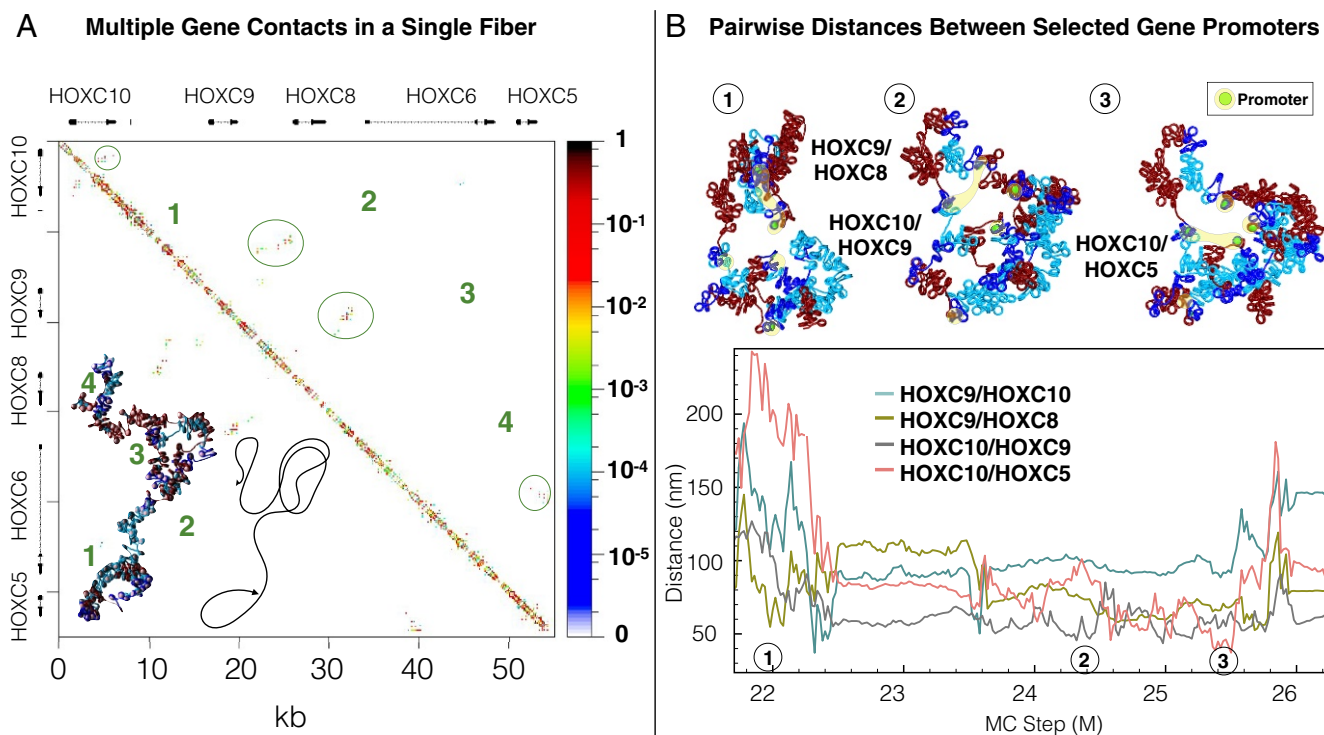 A
Multiple Gene Contacts in a Single Fiber
HOXC10
HOXC9
HOXC8
HOXC6
HOXC5
HOXC10
HOXC9
HOXC8
HOXC6
HOXC5
1
2
3
4
4
3
2
1
1
10-1
10-2
10-3
10-4
10-5
0
0
10
20
30
40
50
kb
B
Pairwise Distances Between Selected Gene Promoters
1
2
3
Promoter
HOXC9/
HOXC8
HOXC10/
HOXC9
HOXC10/
HOXC5
HOXC9/HOXC10
HOXC9/HOXC8
HOXC10/HOXC9
HOXC10/HOXC5
Distance (nm)
200
150
100
50
1
2
3
22
23
24
25
26
MC Step (M)